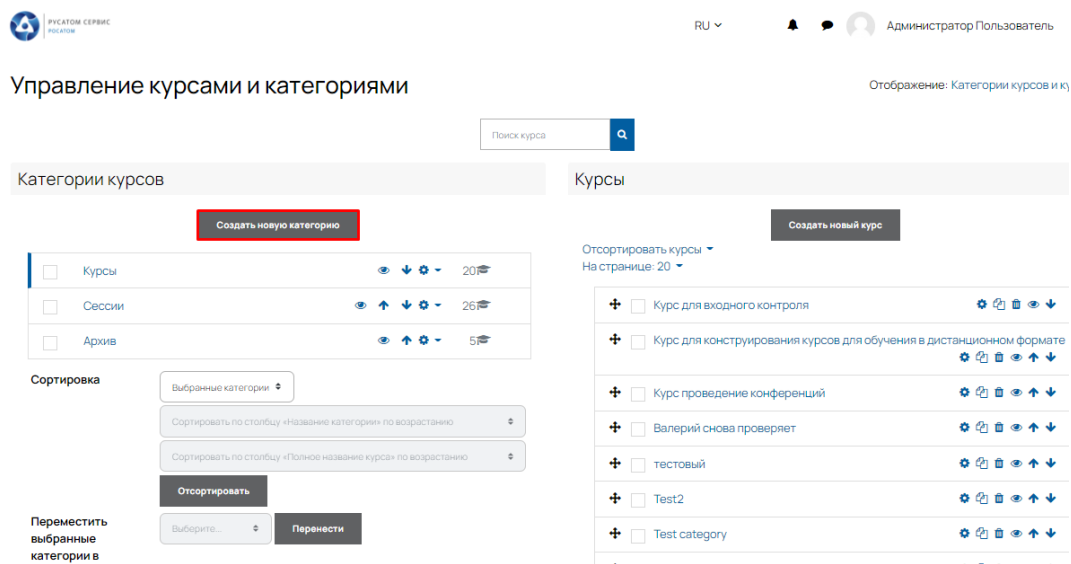 РУСАТОМ СЕРВИС
РОСАТОМ
RU
Администратор Пользователь
Управление курсами и категориями
Отображение: Категории курсов и ку
Поиск курса
Категории курсов
Курсы
Создать новую категорию
Создать новый курс
Отсортировать курсы
На странице: 20
Курсы 20
Сессии 26
Архив 5
Курс для входного контроля
Курс для конструирования курсов для обучения в дистанционном формате
Курс проведение конференций
Валерий снова проверяет
тестовый
Test2
Test category
Сортировка
Выбранные категории
Сортировать по столбцу «Название категории» по возрастанию
Сортировать по столбцу «Полное название курса» по возрастанию
Отсортировать
Переместить
выбранные
категории в
Выберите...
Перенести